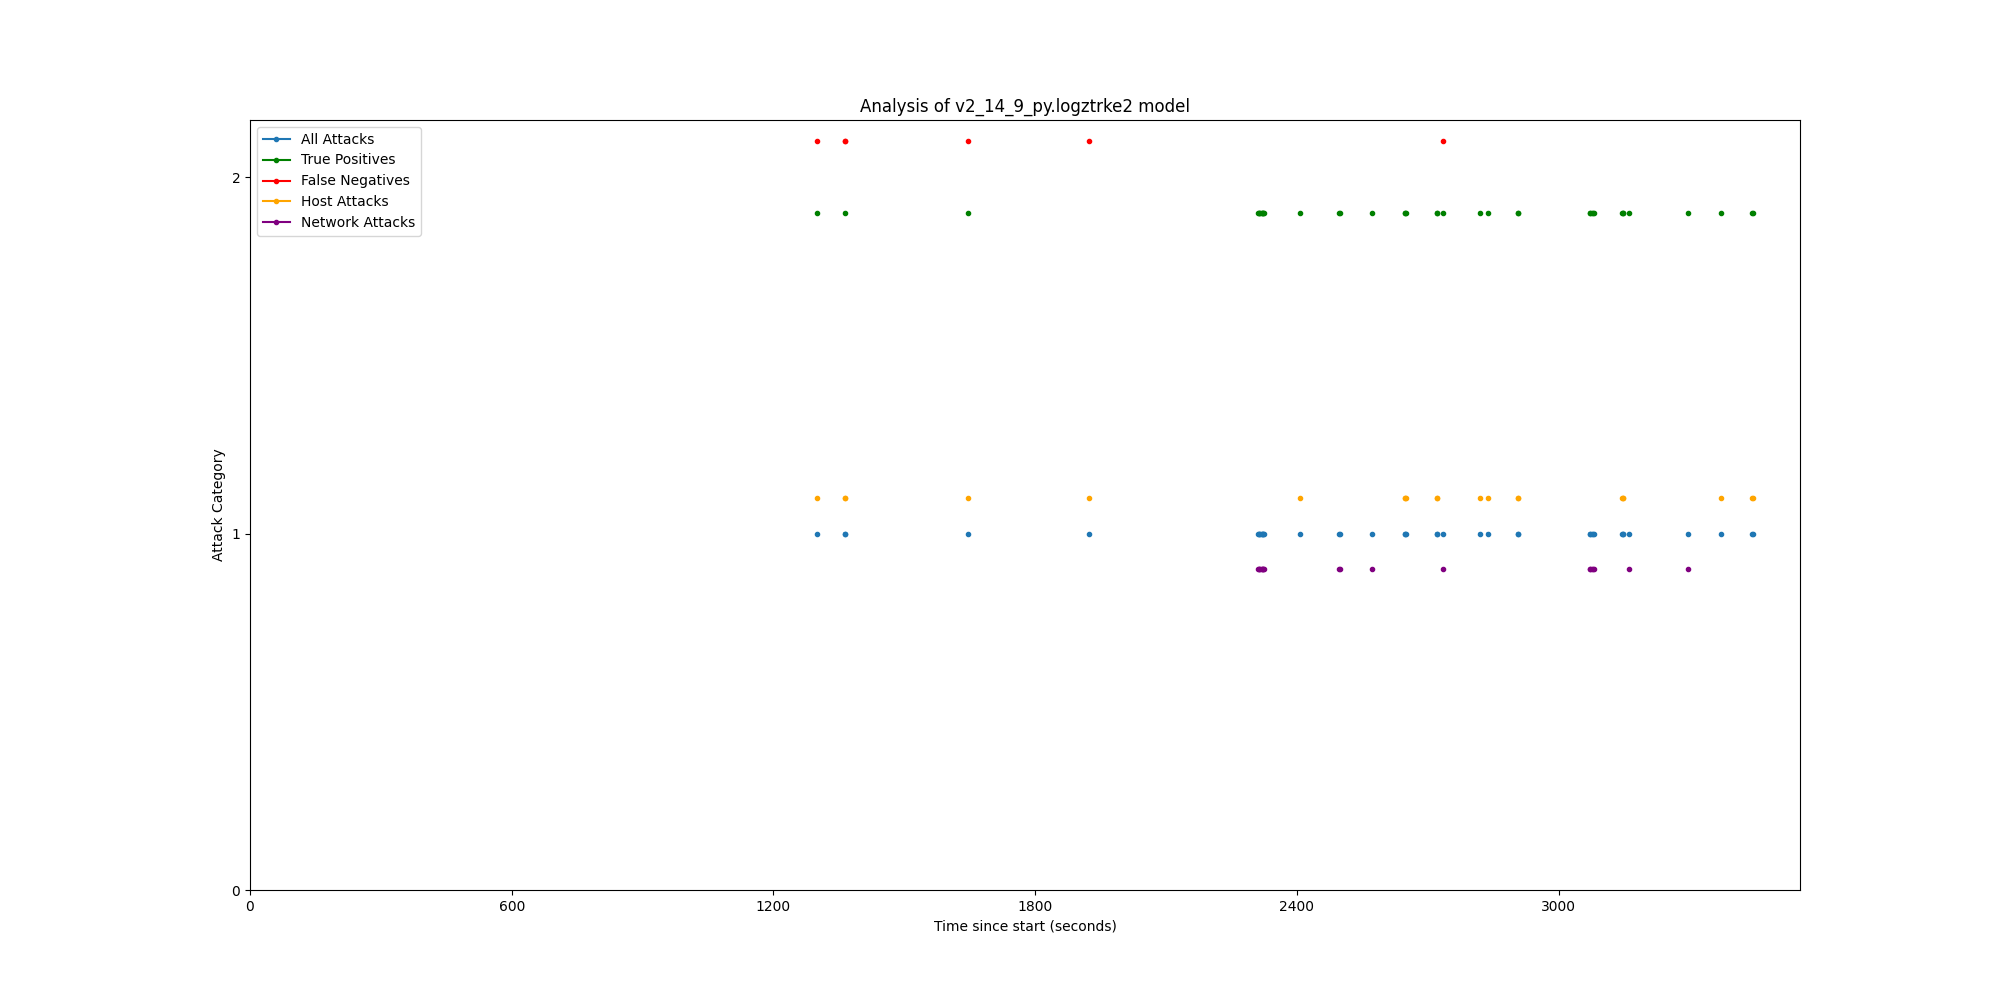 Analysis of v2_14_9_py.logztrke2 model
All Attacks
True Positives
False Negatives
Host Attacks
Network Attacks
2
1
0
Attack Category
0 600 1200 1800 2400 3000
Time since start (seconds)